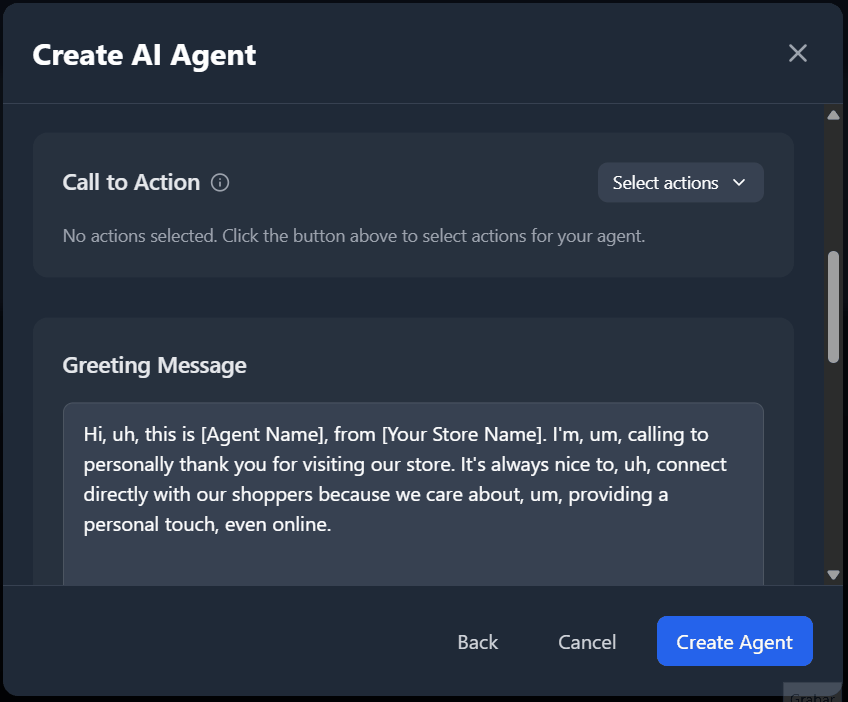 Create AI Agent
Call to Action
Select actions
No actions selected. Click the button above to select actions for your agent.
Greeting Message
Hi, uh, this is [Agent Name], from [Your Store Name]. I'm, um, calling to
personally thank you for visiting our store. It's always nice to, uh, connect
directly with our shoppers because we care about, um, providing a
personal touch, even online.
Back
Cancel
Create Agent